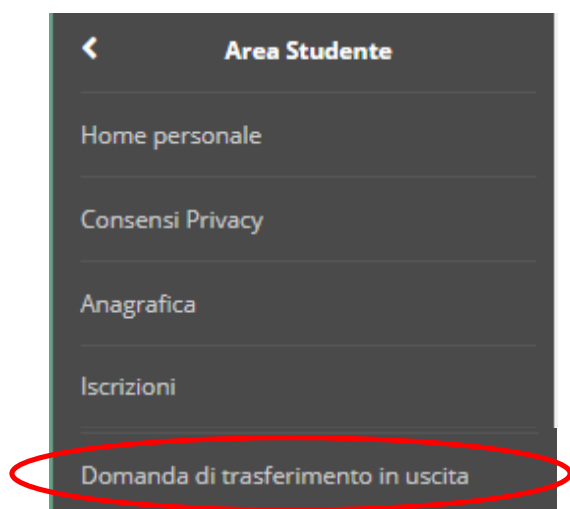 Area Studente
Home personale
Consensi Privacy
Anagrafica
Iscrizioni
Domanda di trasferimento in uscita